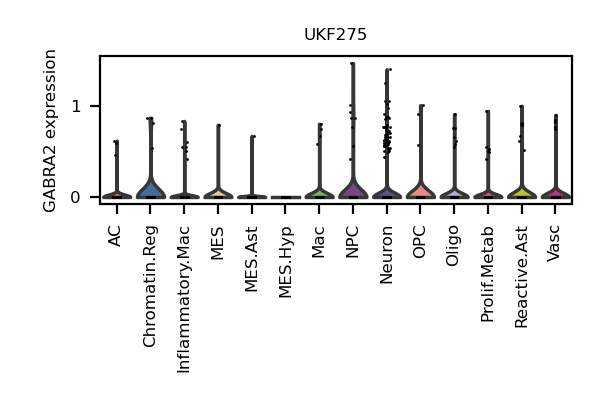 UKF275
GABRA2 expression
1
0
AC
Chromatin.Reg
Inflammatory.Mac
MES
MES.Ast
MES.Hyp
Mac
NPC
Neuron
OPC
Oligo
Prolif.Metab
Reactive.Ast
Vasc